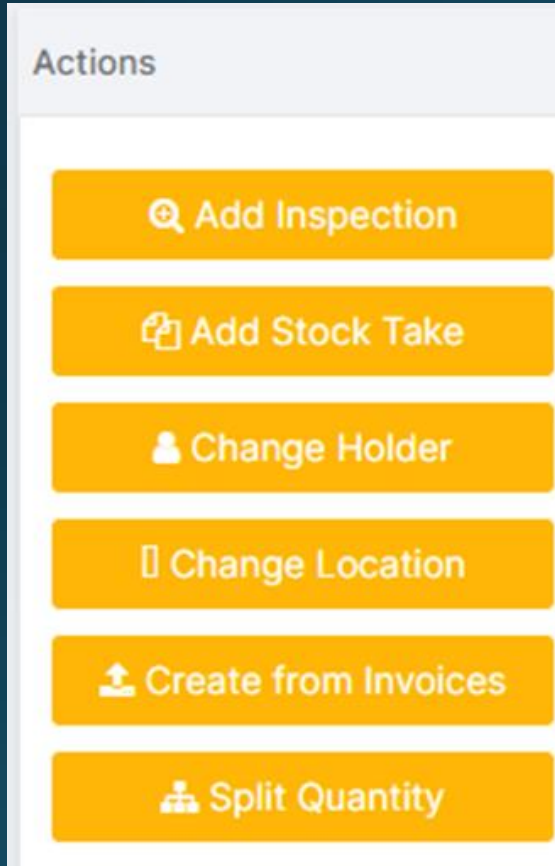 Actions
Add Inspection
Add Stock Take
Change Holder
Change Location
Create from Invoices
Split Quantity